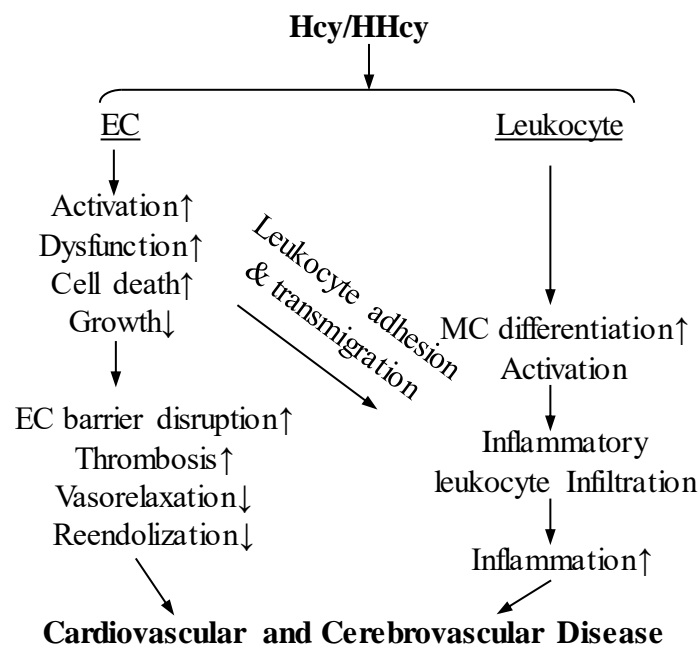 Hcy/HHcy
EC
Activation↑
Dysfunction↑
Cell death↑
Growth↓
EC barrier disruption↑
Thrombosis↑
Vasorelaxation↓
Reendolization↓
Leukocyte adhesion
& transmigration
Leukocyte
MC differentiation↑
Activation
Inflammatory
leukocyte Infiltration
Inflammation↑
Cardiovascular and Cerebrovascular Disease